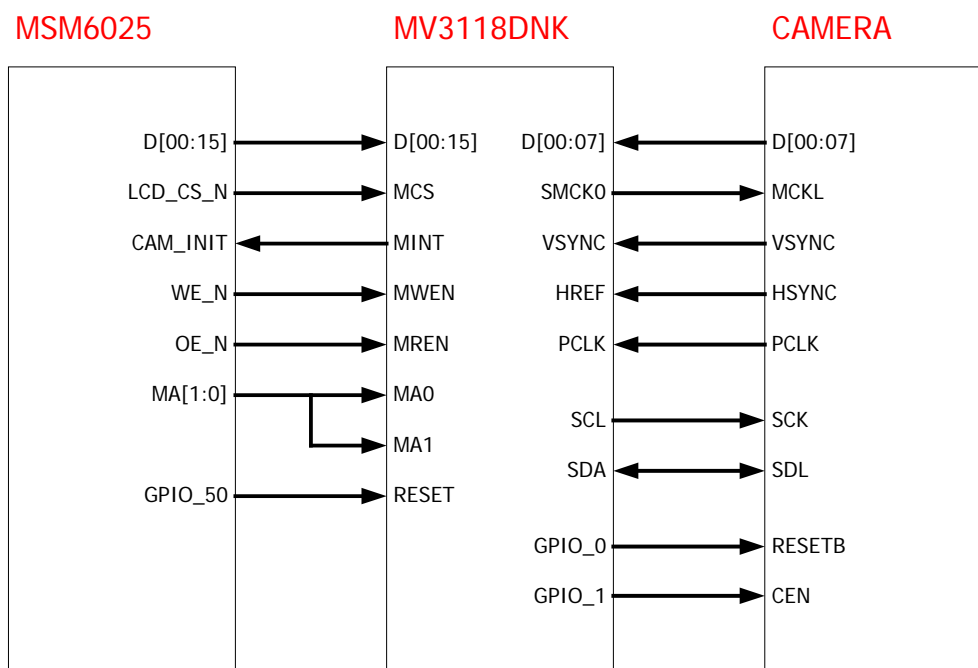 MSM6025 MV3118DNK CAMERA
D[00:15] D[00:15] D[00:07] D[00:07]
LCD_CS_N MCS SMCK0 MCKL
CAM_INIT MINT VSYNC VSYNC
WE_N MWEN HREF HSYNC
OE_N MREN PCLK PCLK
MA[1:0] MA0
SCL SCK
MA1
SDA SDL
GPIO_50 RESET
GPIO_0 RESETB
GPIO_1 CEN